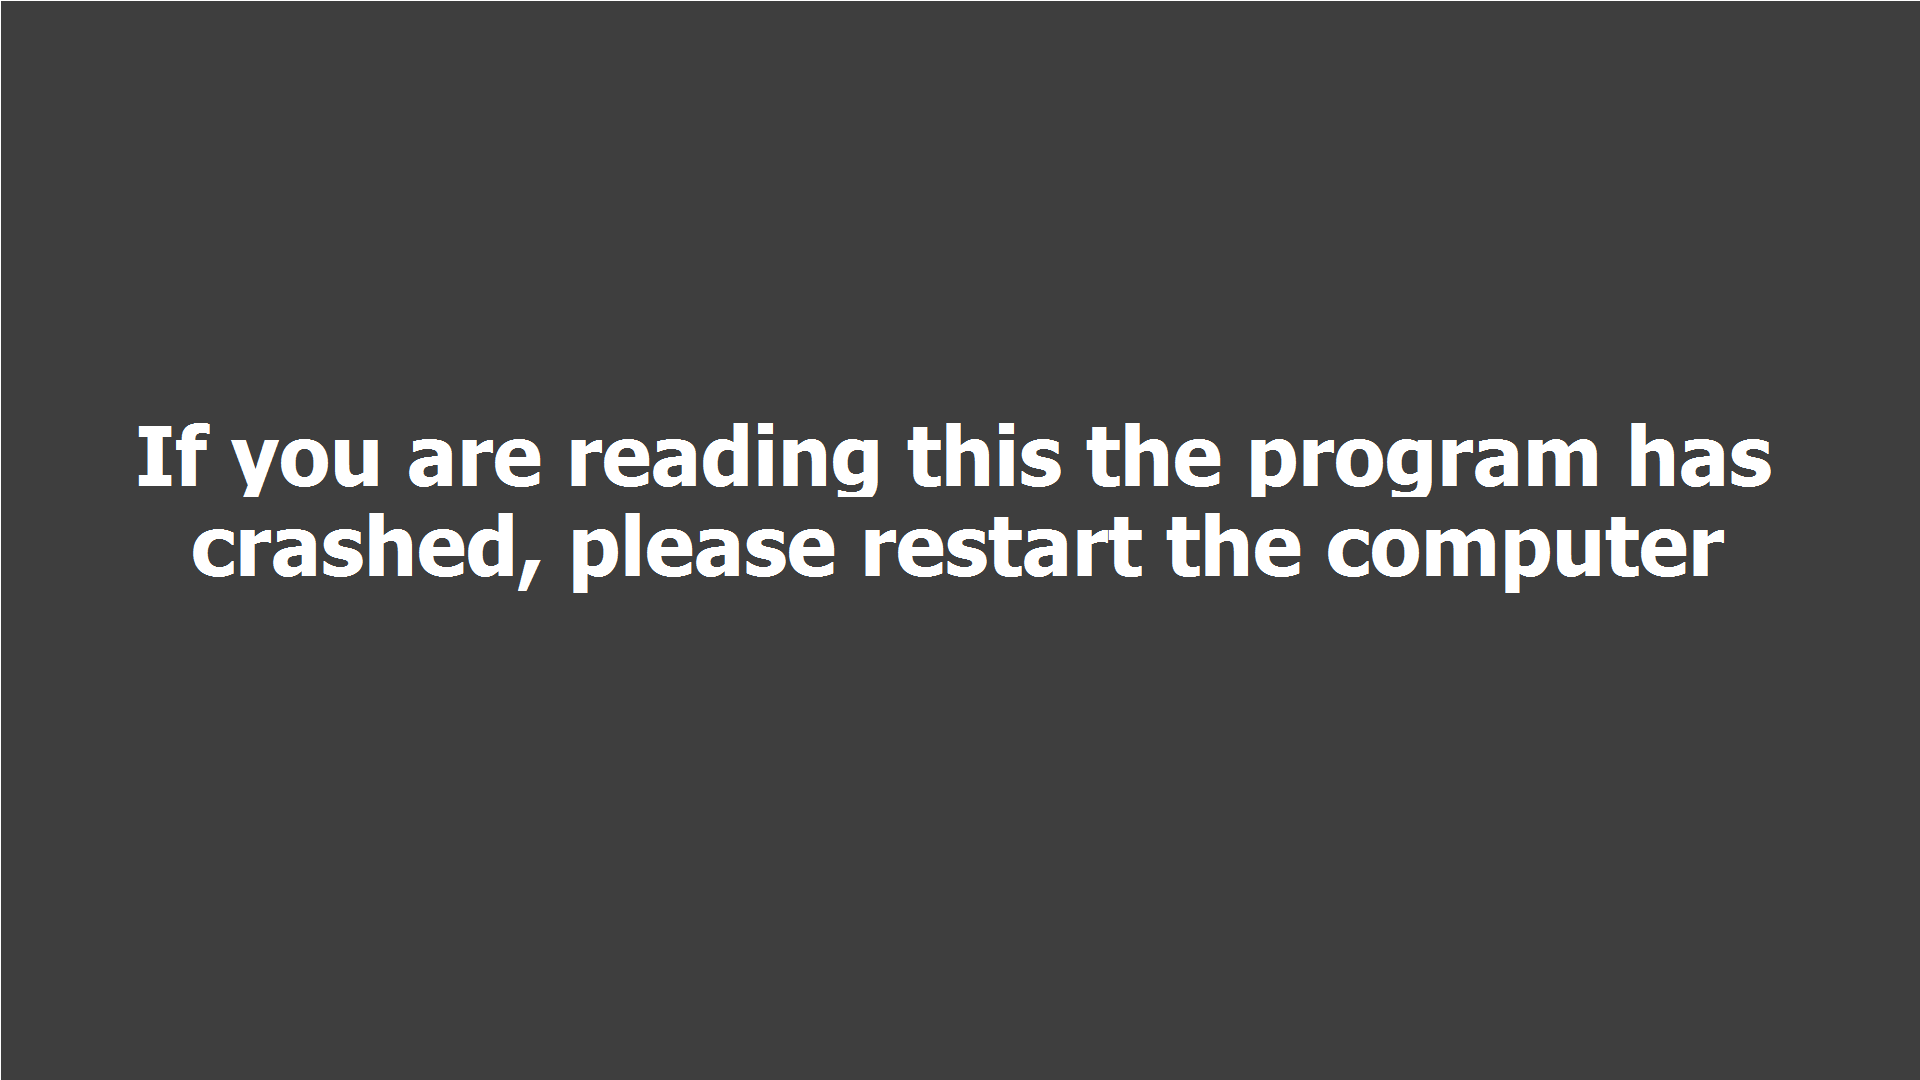 If you are reading this the program has
crashed, please restart the computer